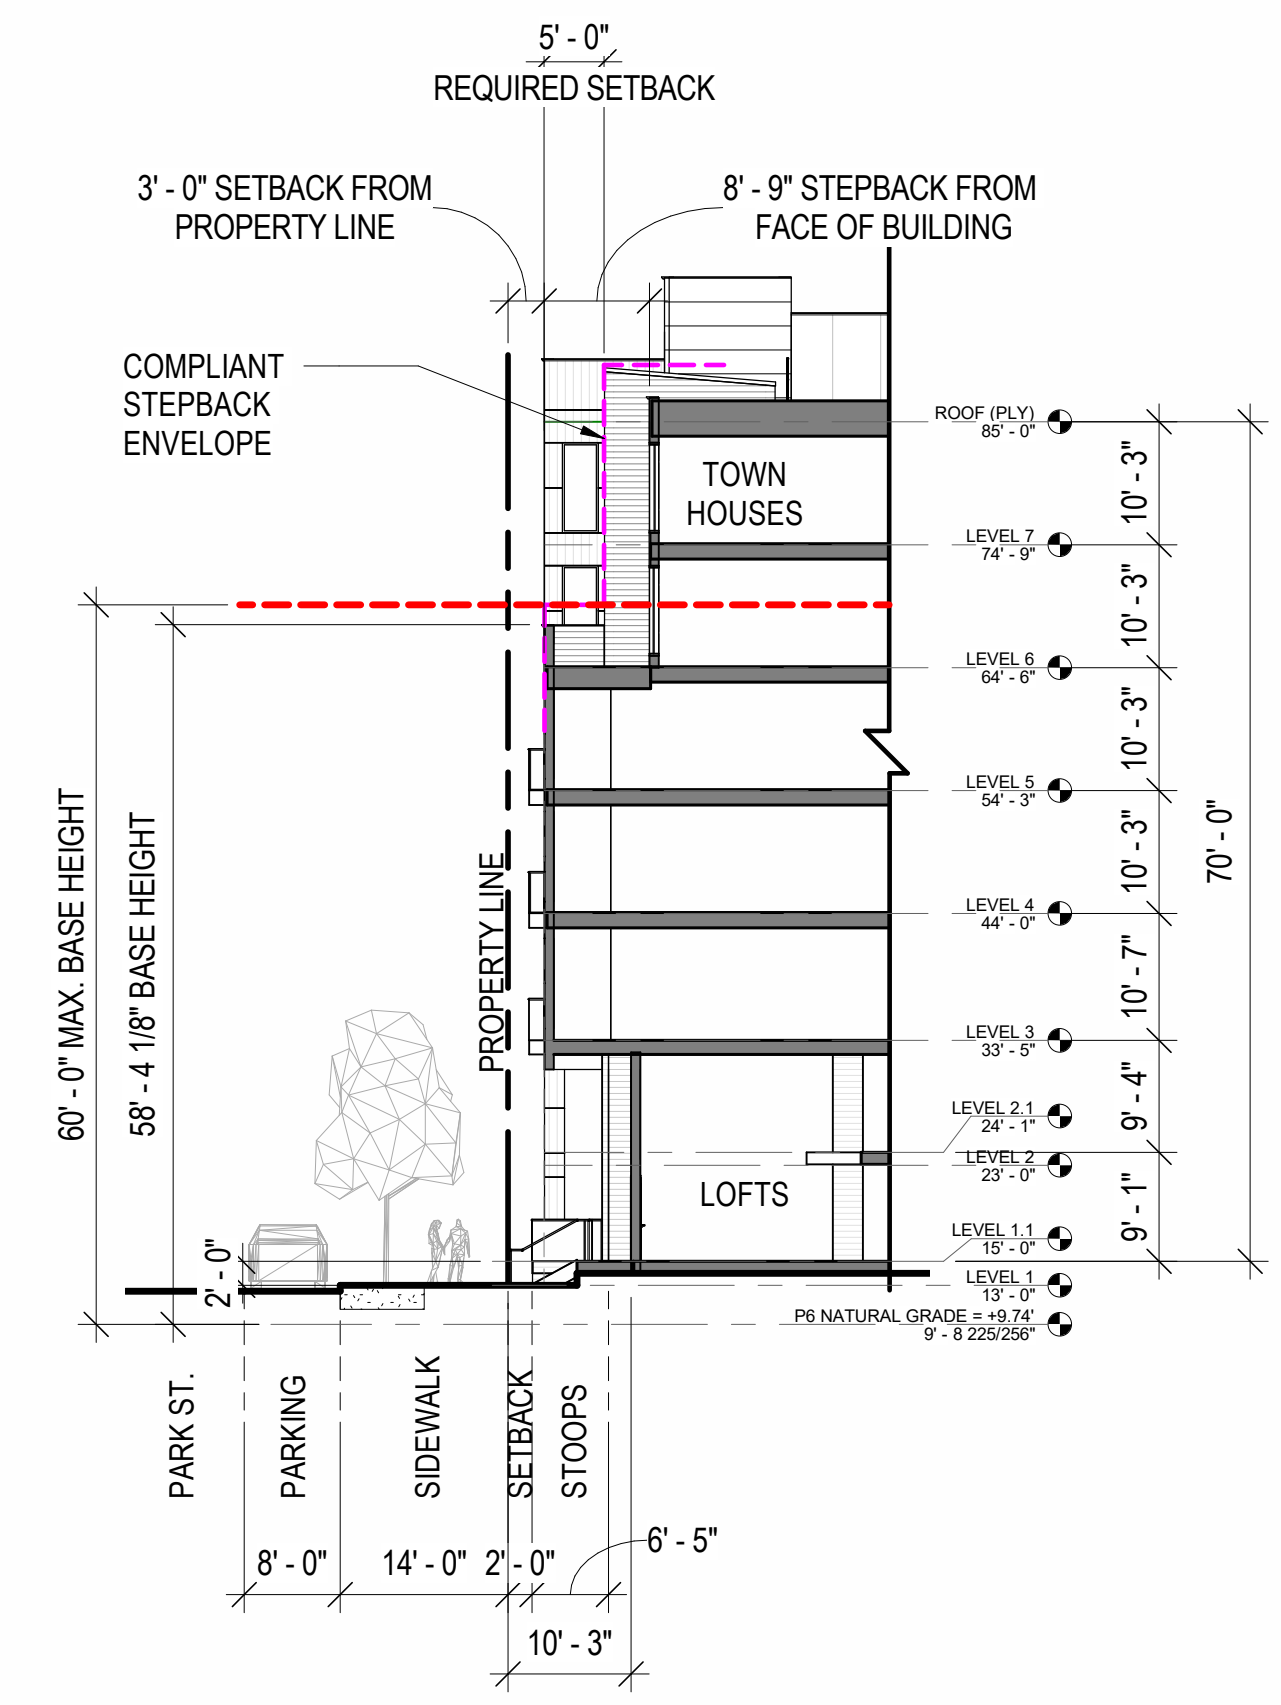 5' - 0"
REQUIRED SETBACK
3' - 0" SETBACK FROM
PROPERTY LINE
8' - 9" STEPBACK FROM
FACE OF BUILDING
COMPLIANT
STEPBACK
ENVELOPE
TOWN
HOUSES
ROOF (PLY)
85' - 0"
10' - 3"
LEVEL 7
74' - 9"
10' - 3"
LEVEL 6
64' - 6"
10' - 3"
LEVEL 5
54' - 3"
10' - 3"
LEVEL 4
44' - 0"
10' - 7"
LEVEL 3
33' - 5"
9' - 4"
LEVEL 2.1
24' - 1"
LEVEL 2
23' - 0"
9' - 1"
LEVEL 1.1
15' - 0"
LEVEL 1
13' - 0"
P6 NATURAL GRADE = +9.74'
9' - 8 225/256"
70' - 0"
60' - 0" MAX. BASE HEIGHT
58' - 4 1/8" BASE HEIGHT
PROPERTY LINE
LOFTS
2' - 0"
PARK ST.
PARKING
SIDEWALK
SETBACK
STOOPS
8' - 0"
14' - 0"
2' - 0"
6' - 5"
10' - 3"